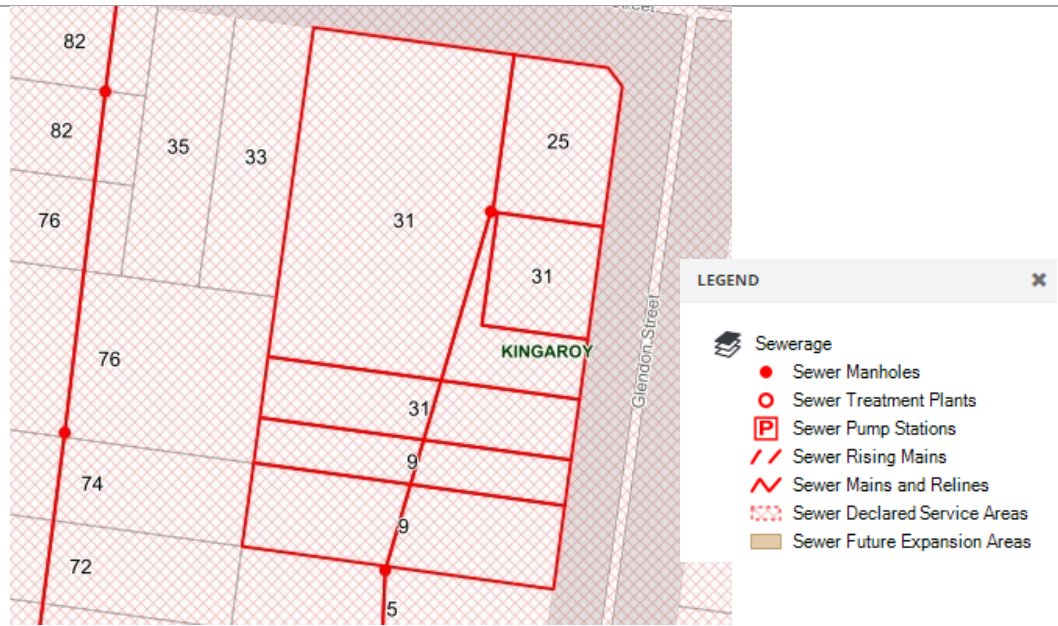 Street
82
82
35
33
25
76
31
31
KINGAROY
Glendon Street
76
31
9
74
9
72
5
LEGEND
Sewerage
Sewer Manholes
Sewer Treatment Plants
P Sewer Pump Stations
Sewer Rising Mains
Sewer Mains and Relines
Sewer Declared Service Areas
Sewer Future Expansion Areas